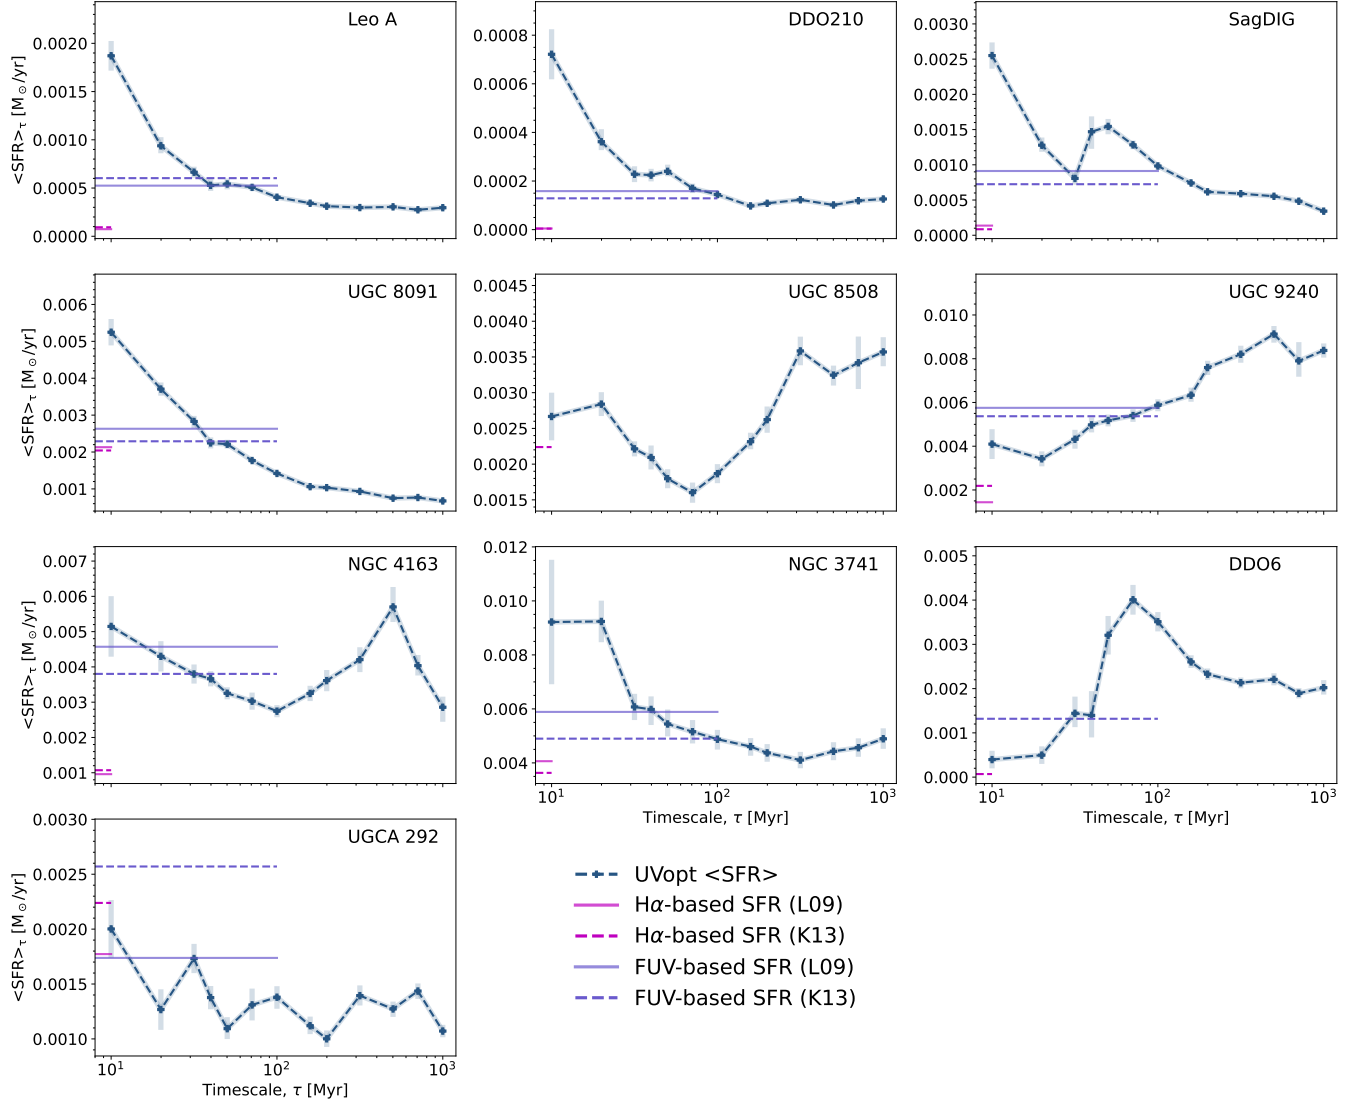 Leo A
DDO210
SagDIG
<SFR>τ [M⊙/yr]
0.0020
0.0015
0.0010
0.0005
0.0000
0.0008
0.0006
0.0004
0.0002
0.0000
0.0030
0.0025
0.0020
0.0015
0.0010
0.0005
0.0000
UGC 8091
UGC 8508
UGC 9240
<SFR>τ [M⊙/yr]
0.006
0.005
0.004
0.003
0.002
0.001
0.0045
0.0040
0.0035
0.0030
0.0025
0.0020
0.0015
0.010
0.008
0.006
0.004
0.002
NGC 4163
NGC 3741
DDO6
<SFR>τ [M⊙/yr]
0.007
0.006
0.005
0.004
0.003
0.002
0.001
0.012
0.010
0.008
0.006
0.004
0.005
0.004
0.003
0.002
0.001
0.000
10¹ 10² 10³
Timescale, τ [Myr]
10¹ 10² 10³
Timescale, τ [Myr]
UGCA 292
<SFR>τ [M⊙/yr]
0.0030
0.0025
0.0020
0.0015
0.0010
10¹ 10² 10³
Timescale, τ [Myr]
UVopt <SFR>
Hα-based SFR (L09)
Hα-based SFR (K13)
FUV-based SFR (L09)
FUV-based SFR (K13)